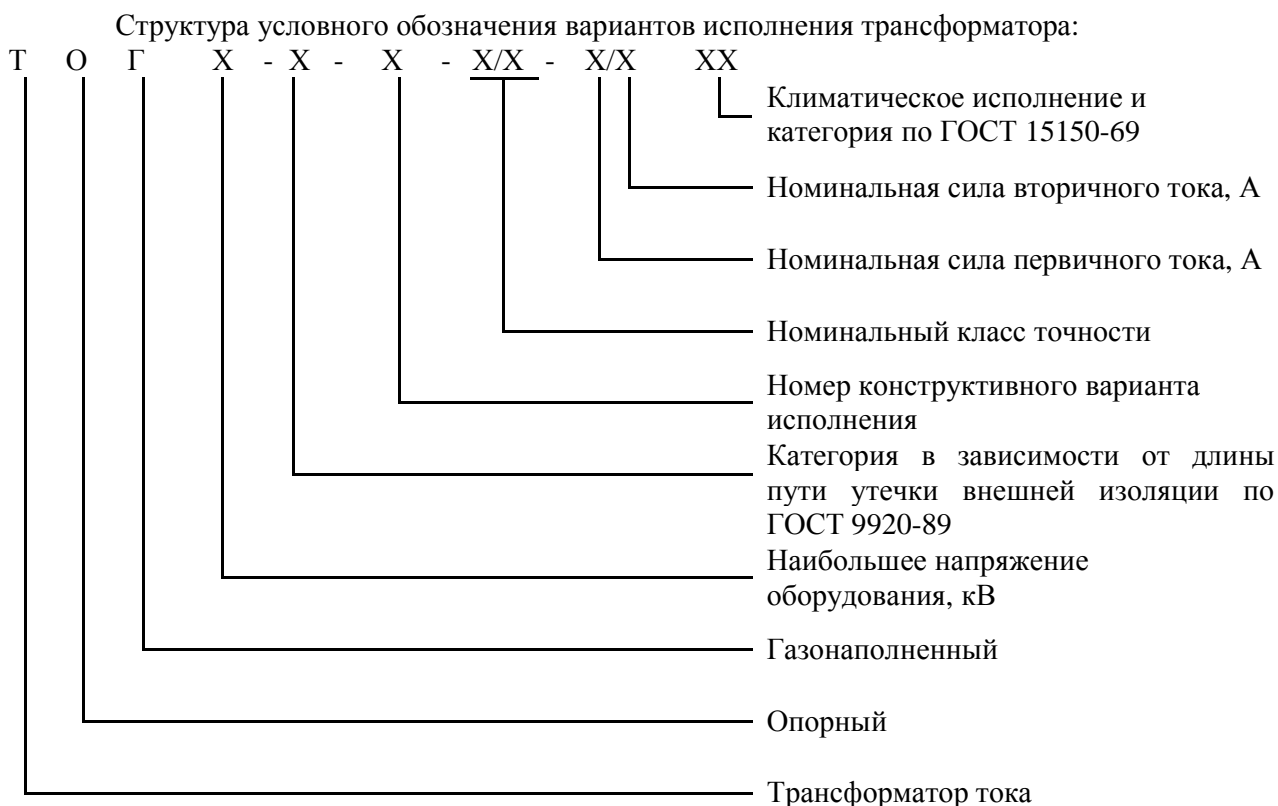 Структура условного обозначения вариантов исполнения трансформатора:
Т О Г Х - Х - Х - Х/Х - Х/Х ХХ
Климатическое исполнение и
категория по ГОСТ 15150-69
Номинальная сила вторичного тока, А
Номинальная сила первичного тока, А
Номинальный класс точности
Номер конструктивного варианта
исполнения
Категория в зависимости от длины
пути утечки внешней изоляции по
ГОСТ 9920-89
Наибольшее напряжение
оборудования, кВ
Газонаполненный
Опорный
Трансформатор тока